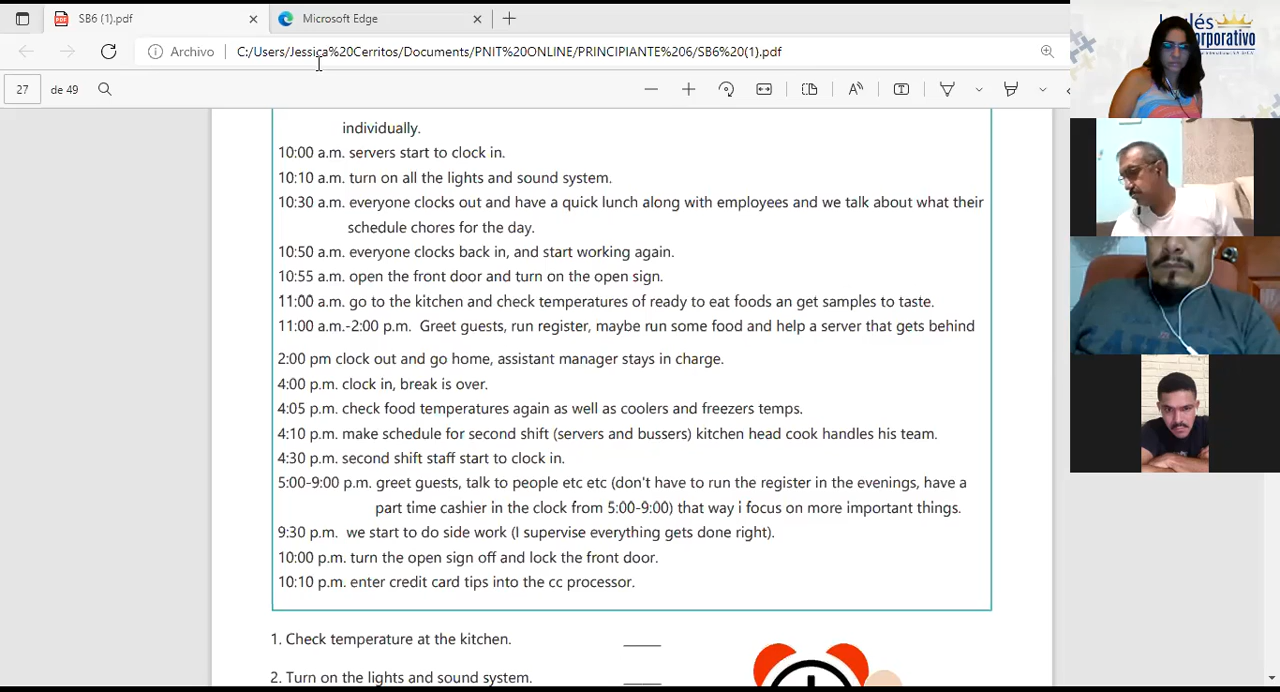 SB6 (1).pdf
Microsoft Edge
Archivo C:/Users/Jessica%20Cerritos/Documents/PNIT%20ONLINE/PRINCIPIANTE%206/SB6%20(1).pdf
27 de 49
individually.
10:00 a.m. servers start to clock in.
10:10 a.m. turn on all the lights and sound system.
10:30 a.m. everyone clocks out and have a quick lunch along with employees and we talk about what their
schedule chores for the day.
10:50 a.m. everyone clocks back in, and start working again.
10:55 a.m. open the front door and turn on the open sign.
11:00 a.m. go to the kitchen and check temperatures of ready to eat foods an get samples to taste.
11:00 a.m.-2:00 p.m. Greet guests, run register, maybe run some food and help a server that gets behind
2:00 pm clock out and go home, assistant manager stays in charge.
4:00 p.m. clock in, break is over.
4:05 p.m. check food temperatures again as well as coolers and freezers temps.
4:10 p.m. make schedule for second shift (servers and bussers) kitchen head cook handles his team.
4:30 p.m. second shift staff start to clock in.
5:00-9:00 p.m. greet guests, talk to people etc etc (don't have to run the register in the evenings, have a
part time cashier in the clock from 5:00-9:00) that way i focus on more important things.
9:30 p.m. we start to do side work (I supervise everything gets done right).
10:00 p.m. turn the open sign off and lock the front door.
10:10 p.m. enter credit card tips into the cc processor.
1. Check temperature at the kitchen.
2. Turn on the lights and sound system.